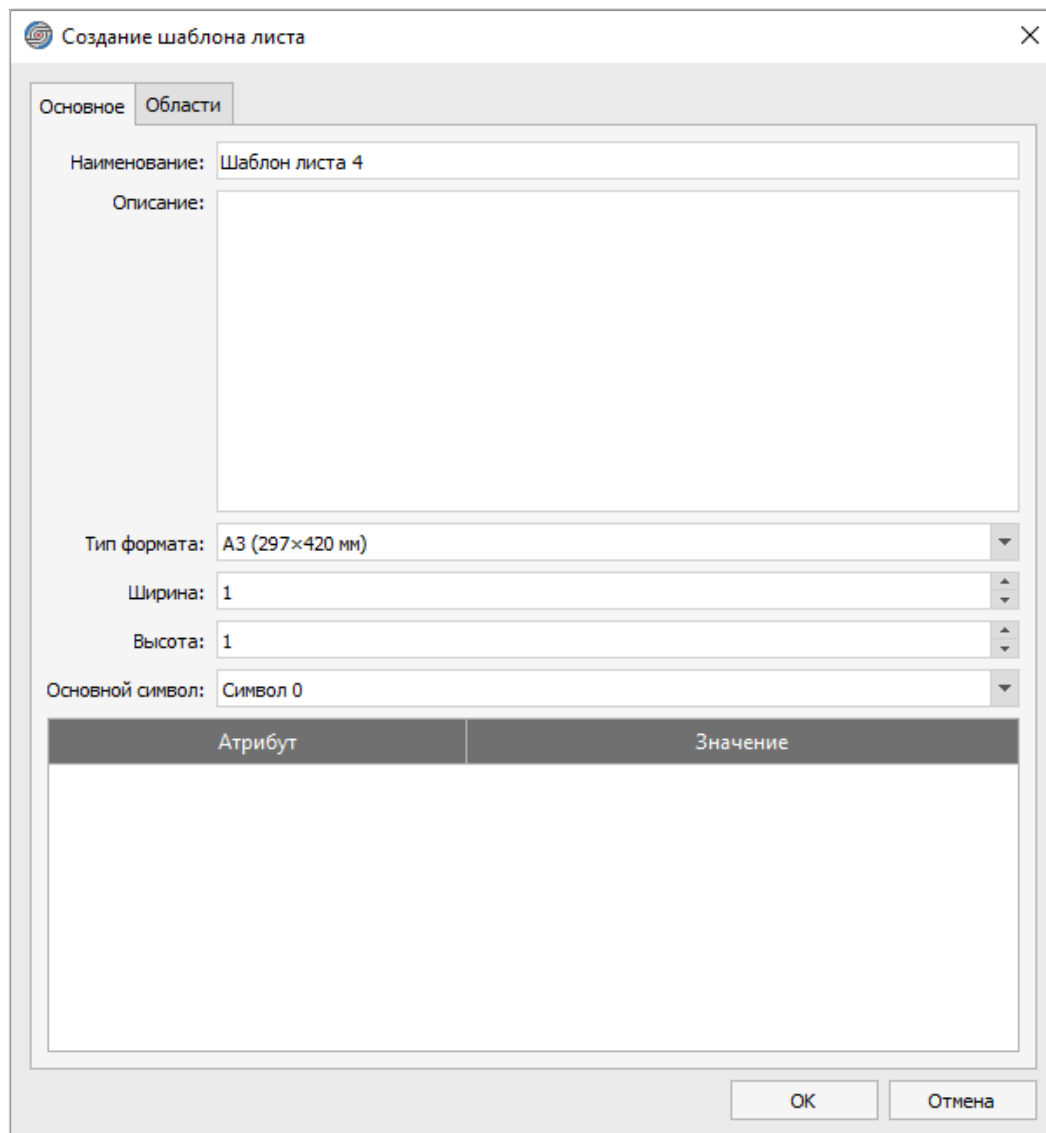 Создание шаблона листа
Основное Области
Наименование: Шаблон листа 4
Описание:
Тип формата: А3 (297×420 мм)
Ширина: 1
Высота: 1
Основной символ: Символ 0
Атрибут Значение
ОК Отмена